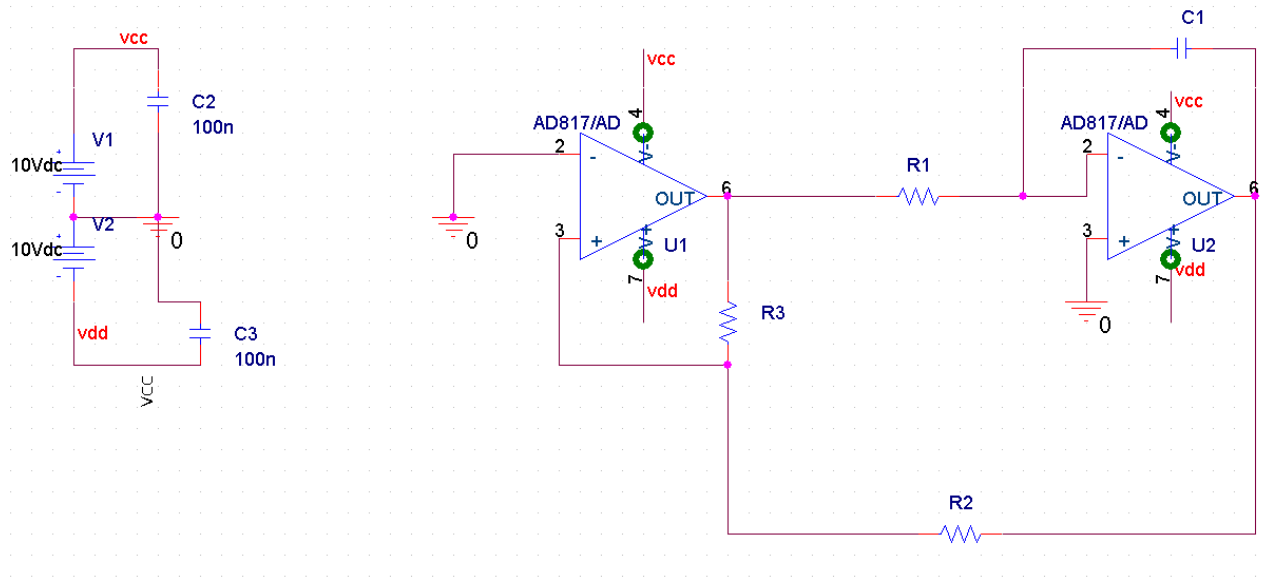 vcc
C2
100n
V1
10Vdc
+
-
V2
10Vdc
+
-
0
vdd
C3
100n
VCC
vcc
AD817/AD
4
V-
2
-
OUT
6
3
+
V+
U1
7
vdd
0
R1
R3
C1
vcc
AD817/AD
4
V-
2
-
OUT
6
3
+
V+
U2
7
vdd
0
R2